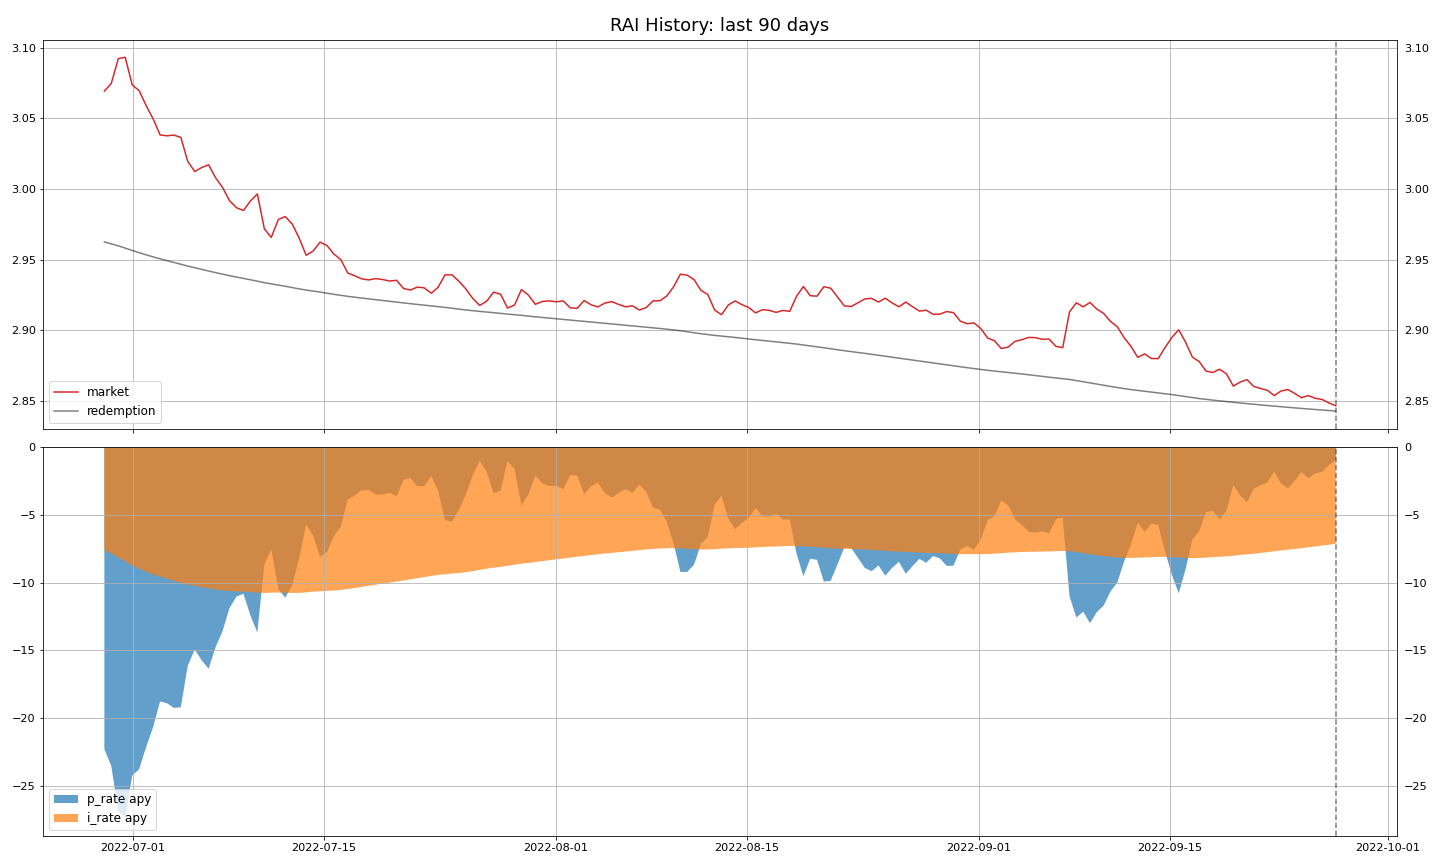 RAI History: last 90 days
3.10 3.10
3.05 3.05
3.00 3.00
2.95 2.95
2.90 2.90
2.85 2.85
market
redemption
0 0
−5 −5
−10 −10
−15 −15
−20 −20
−25 −25
p_rate apy
i_rate apy
2022-07-01 2022-07-15 2022-08-01 2022-08-15 2022-09-01 2022-09-15 2022-10-01